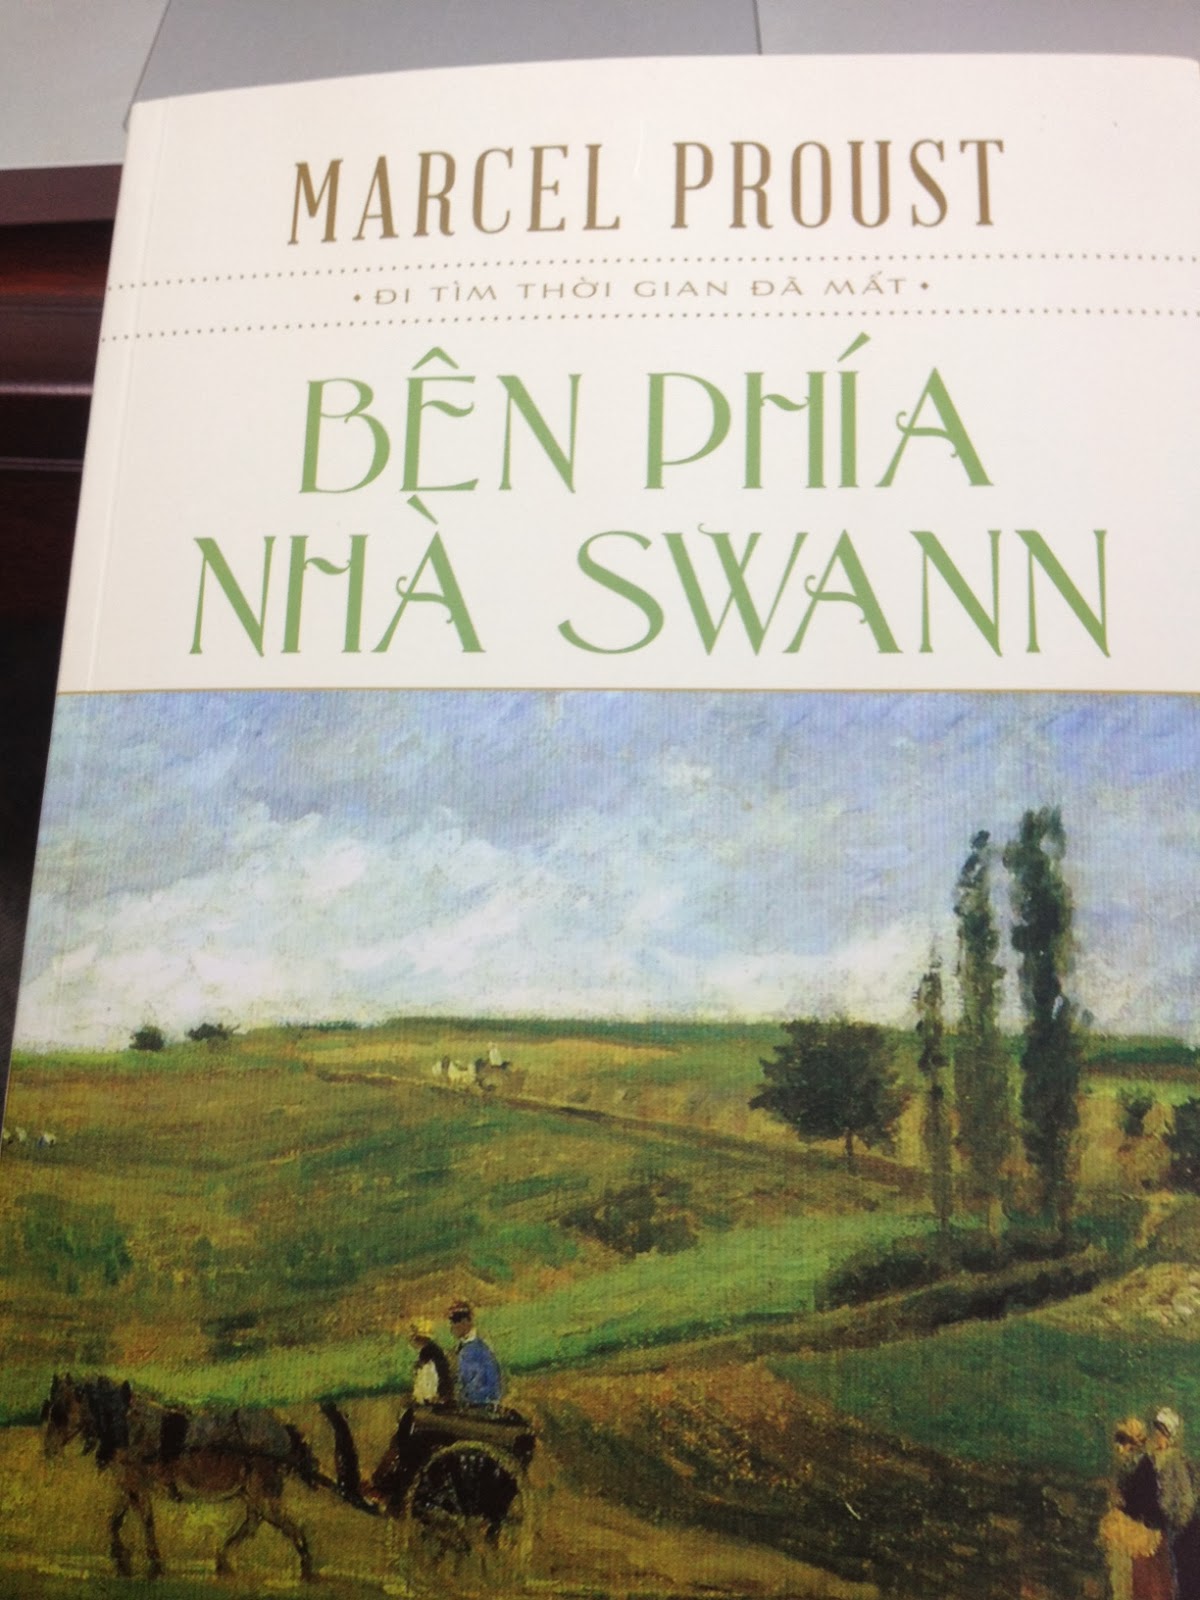 MARCEL PROUST
• ĐI TÌM THỜI GIAN ĐÃ MẤT •
BÊN PHÍA
NHÀ SWANN